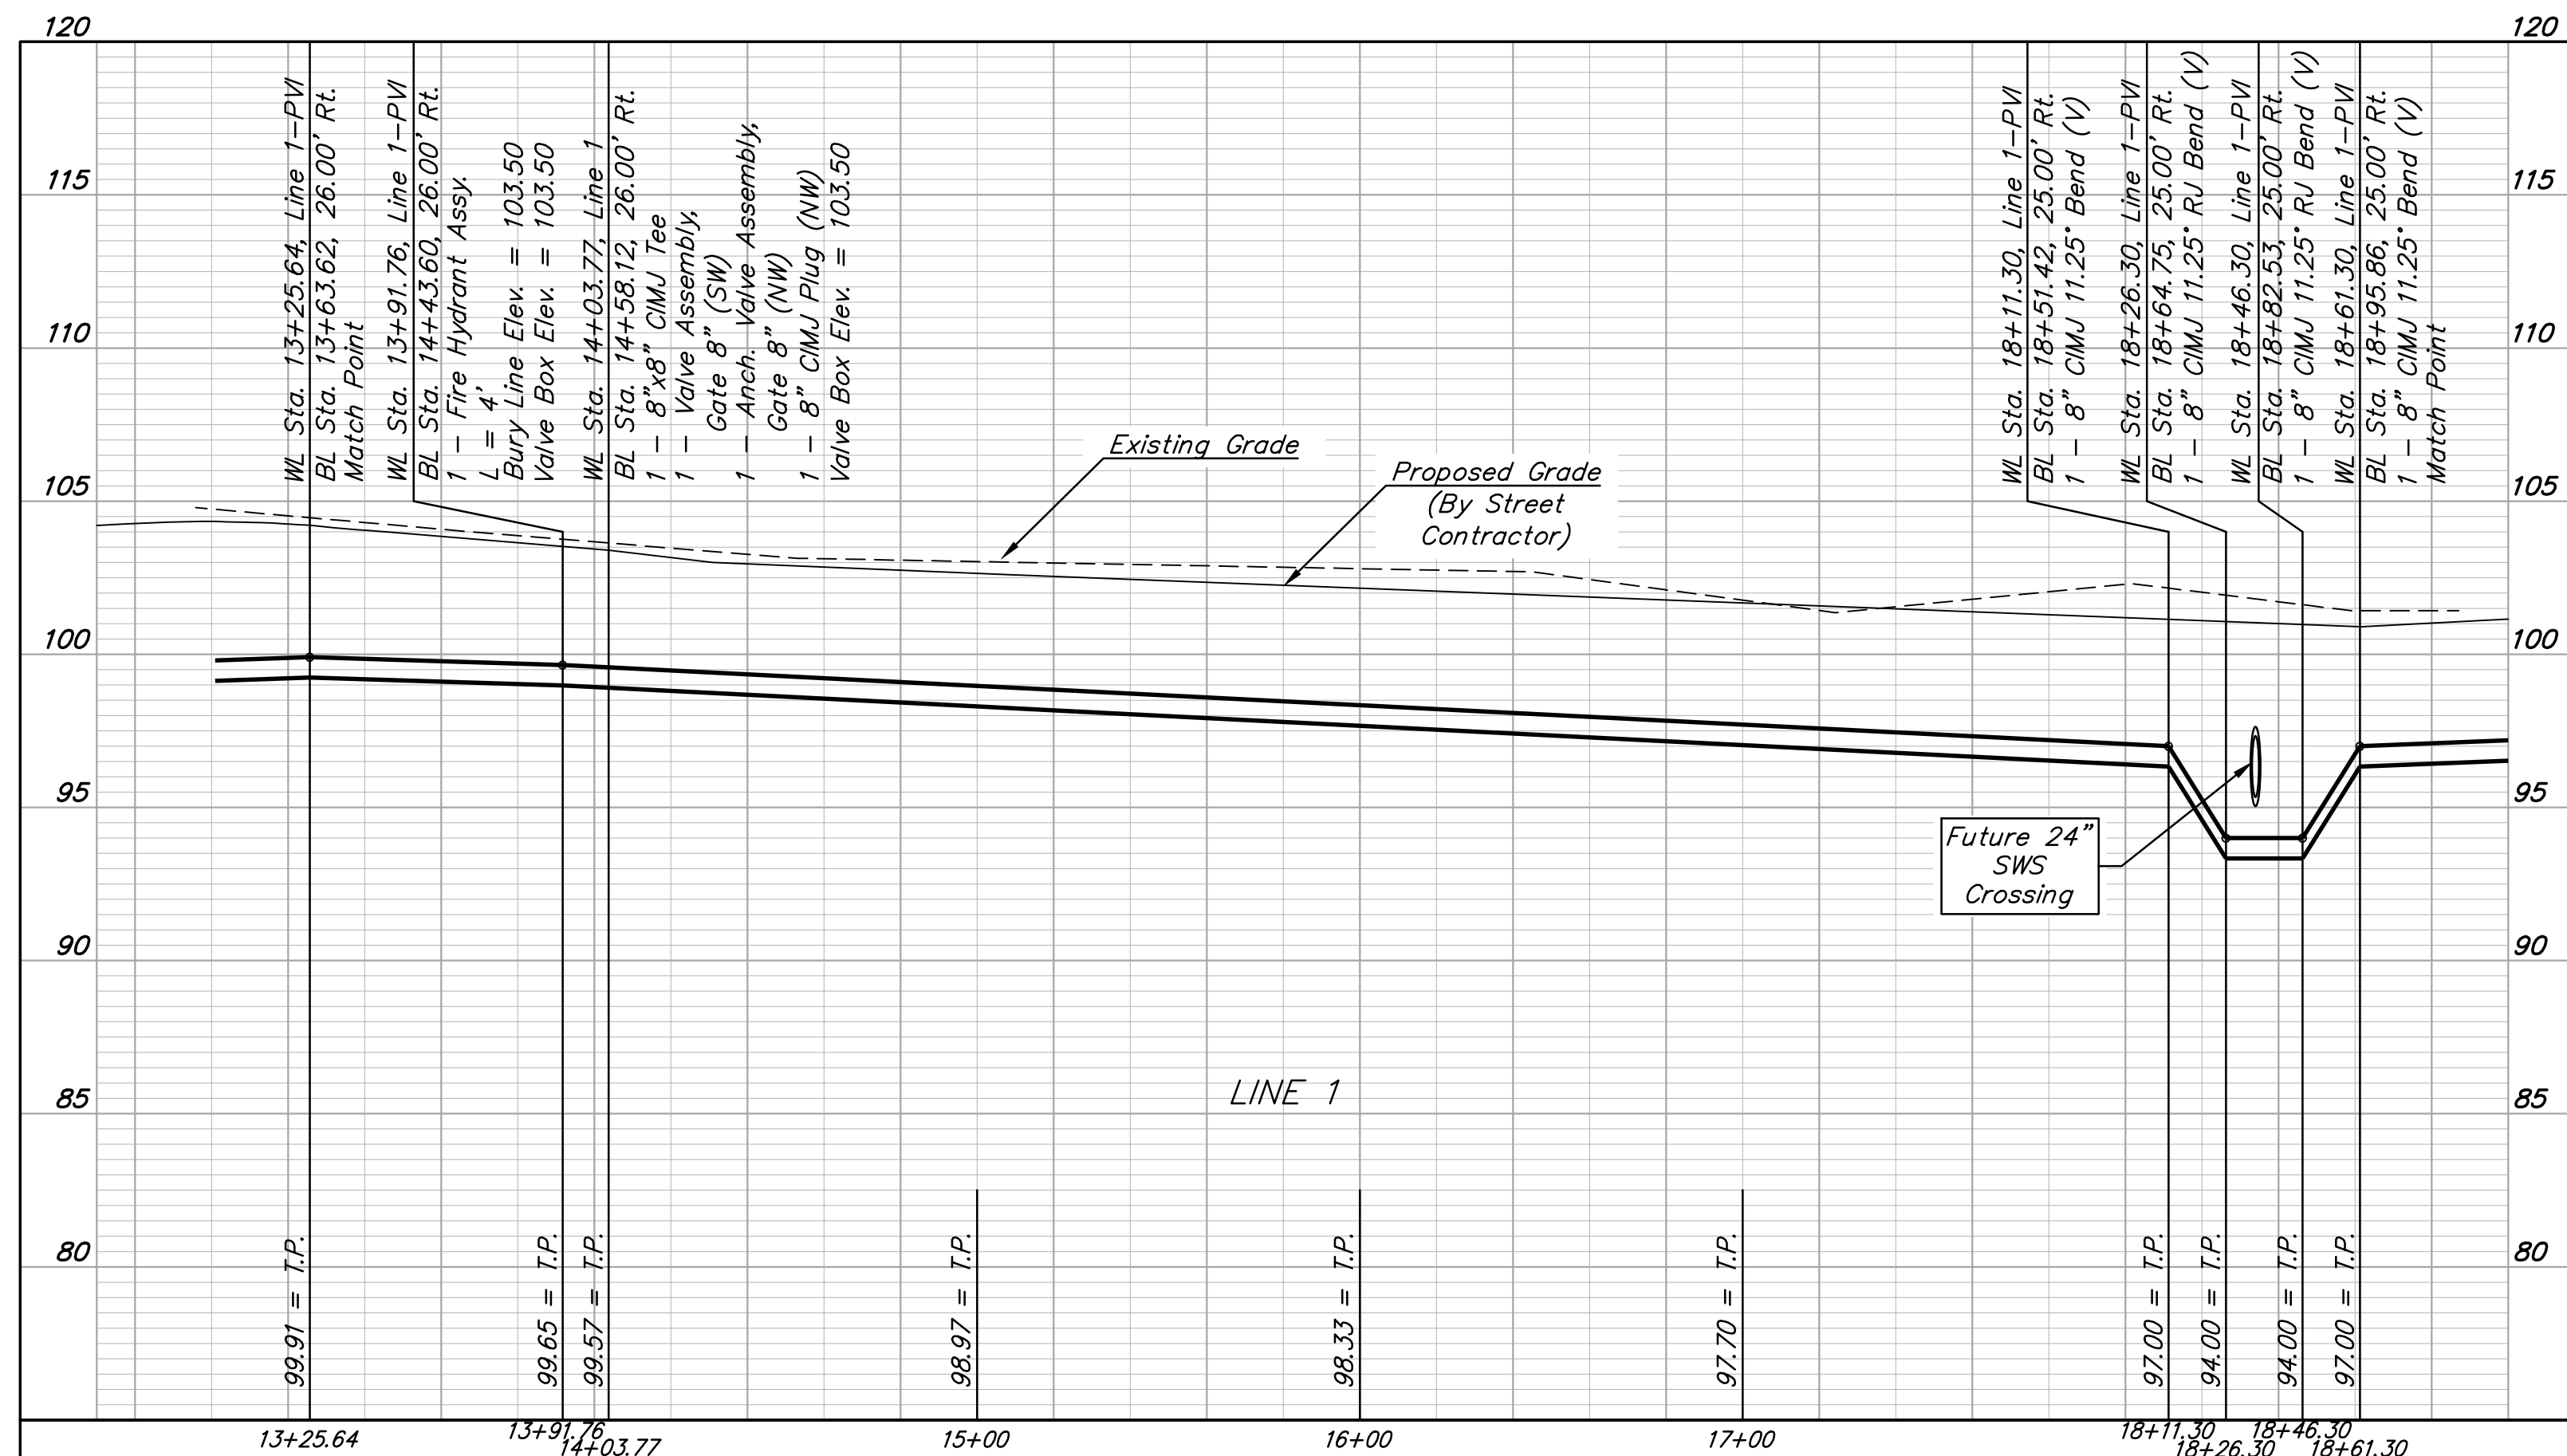 120
120
115
115
110
110
105
105
100
100
95
95
90
90
85
85
80
80
WL Sta. 13+25.64, Line 1-PVI
BL Sta. 13+63.62, 26.00' Rt.
Match Point
WL Sta. 13+91.76, Line 1-PVI
BL Sta. 14+43.60, 26.00' Rt.
1 - Fire Hydrant Assy.
L = 4'
Bury Line Elev. = 103.50
Valve Box Elev. = 103.50
WL Sta. 14+03.77, Line 1
BL Sta. 14+58.12, 26.00' Rt.
1 - 8"x8" CIMJ Tee
1 - Valve Assembly,
Gate 8" (SW)
1 - Anch. Valve Assembly,
Gate 8" (NW)
1 - 8" CIMJ Plug (NW)
Valve Box Elev. = 103.50
WL Sta. 18+11.30, Line 1-PVI
BL Sta. 18+51.42, 25.00' Rt.
1 - 8" CIMJ 11.25° Bend (V)
WL Sta. 18+26.30, Line 1-PVI
BL Sta. 18+64.75, 25.00' Rt.
1 - 8" CIMJ 11.25° RJ Bend (V)
WL Sta. 18+46.30, Line 1-PVI
BL Sta. 18+82.53, 25.00' Rt.
1 - 8" CIMJ 11.25° RJ Bend (V)
WL Sta. 18+61.30, Line 1-PVI
BL Sta. 18+95.86, 25.00' Rt.
1 - 8" CIMJ 11.25° Bend (V)
Match Point
Existing Grade
Proposed Grade
(By Street
Contractor)
Future 24"
SWS
Crossing
LINE 1
99.91 = T.P.
99.65 = T.P.
99.57 = T.P.
98.97 = T.P.
98.33 = T.P.
97.70 = T.P.
97.00 = T.P.
94.00 = T.P.
94.00 = T.P.
97.00 = T.P.
13+25.64
13+91.76
14+03.77
15+00
16+00
17+00
18+11.30
18+26.30
18+46.30
18+61.30